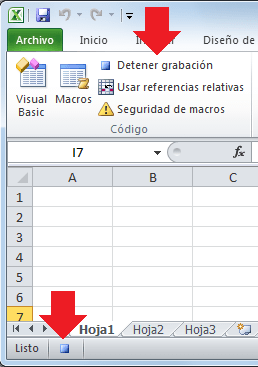 Archivo Inicio Diseño de
Detener grabación
Usar referencias relativas
Seguridad de macros
Visual Basic
Macros
Código
I7 fx
A B C
1
2
3
4
5
6
7
Hoja1 Hoja2 Hoja3
Listo